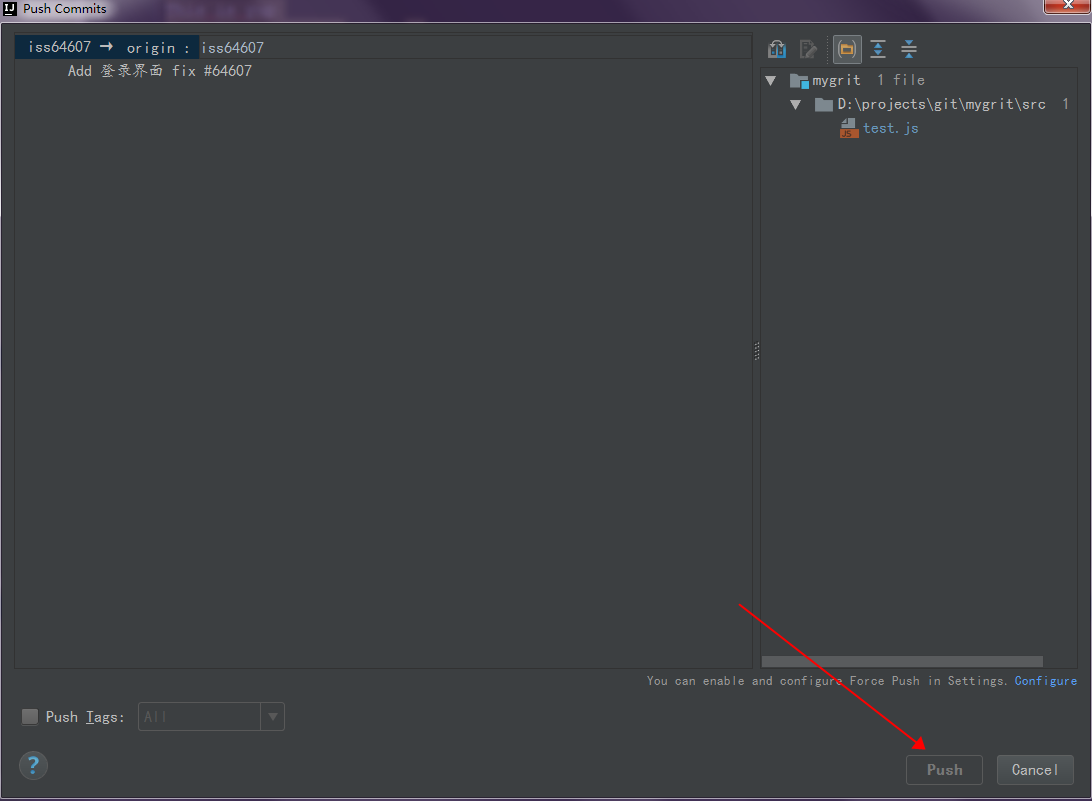 Push Commits
iss64607 → origin : iss64607
Add 登录界面 fix #64607
mygrit 1 file
D:\projects\git\mygrit\src 1
JS test.js
You can enable and configure Force Push in Settings. Configure
Push Tags: All
?
Push Cancel